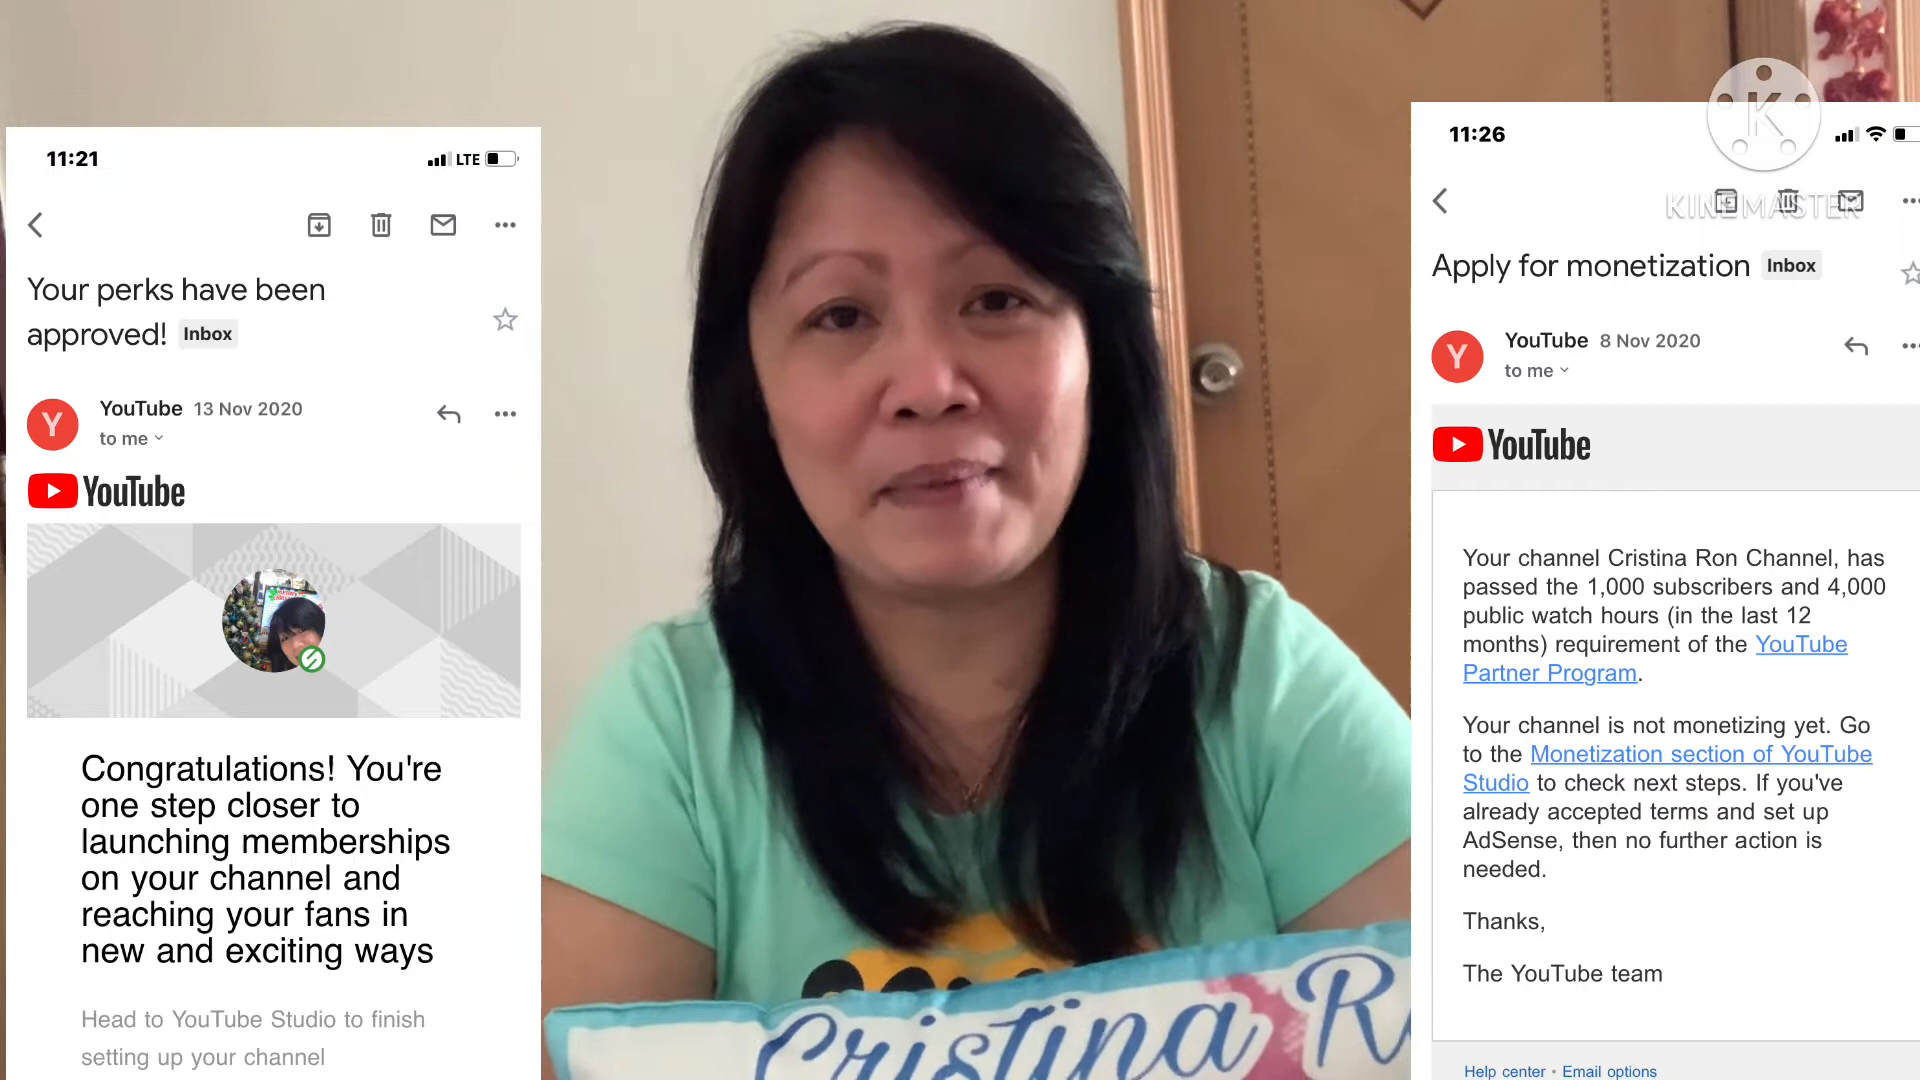 11:21
LTE
Your perks have been
approved! Inbox
Y
YouTube 13 Nov 2020
to me
YouTube
Congratulations! You're
one step closer to
launching memberships
on your channel and
reaching your fans in
new and exciting ways
Head to YouTube Studio to finish
setting up your channel
Cristina R
11:26
K
KINEMASTER
Apply for monetization Inbox
Y
YouTube 8 Nov 2020
to me
YouTube
Your channel Cristina Ron Channel, has
passed the 1,000 subscribers and 4,000
public watch hours (in the last 12
months) requirement of the YouTube
Partner Program.
Your channel is not monetizing yet. Go
to the Monetization section of YouTube
Studio to check next steps. If you've
already accepted terms and set up
AdSense, then no further action is
needed.
Thanks,
The YouTube team
Help center • Email options